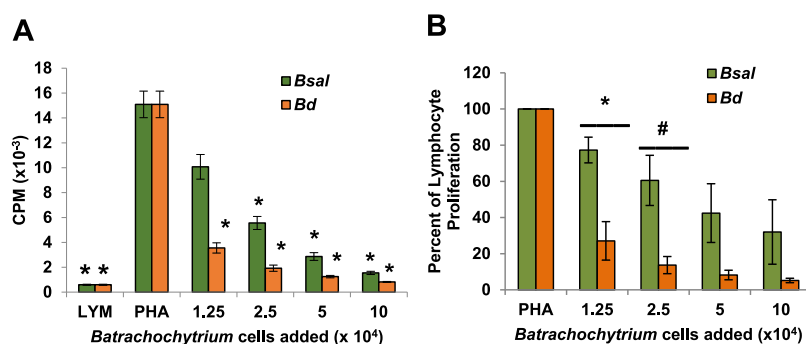 A
CPM (x10-3)
18
16
14
12
10
8
6
4
2
0
Bsal
Bd
* * * * * * * * *
LYM PHA 1.25 2.5 5 10
Batrachochytrium cells added (x 10⁴)
B
Percent of Lymphocyte
Proliferation
120
100
80
60
40
20
0
Bsal
Bd
*
#
PHA 1.25 2.5 5 10
Batrachochytrium cells added (x10⁴)